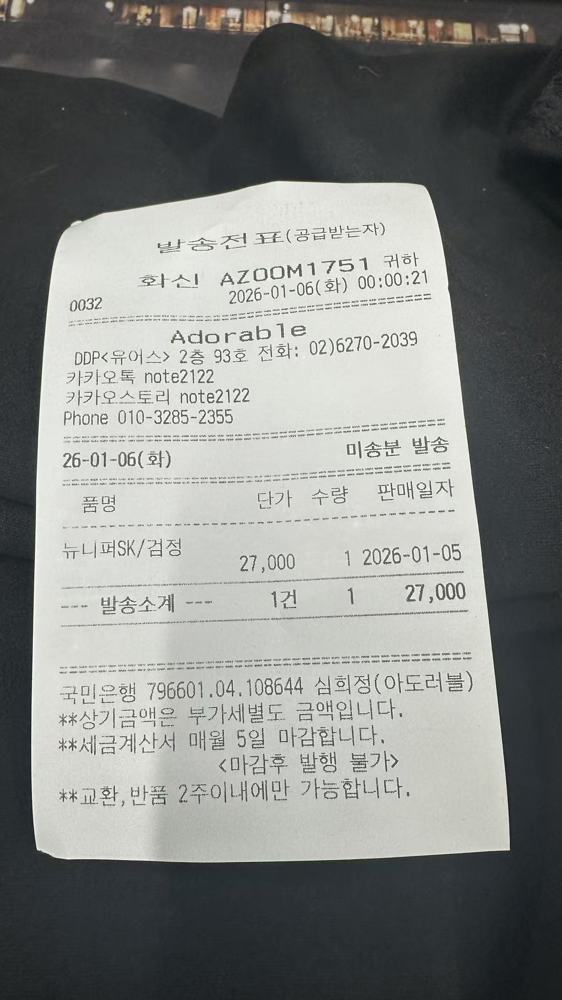 발송전표(공급받는자)
화신 AZOOM1751 귀하
0032 2026-01-06(화) 00:00:21
Adorable
DDP<유어스> 2층 93호 전화: 02)6270-2039
카카오톡 note2122
카카오스토리 note2122
Phone 010-3285-2355
26-01-06(화) 미송분 발송
품명 단가 수량 판매일자
뉴니퍼SK/검정
27,000 1 2026-01-05
--- 발송소계 --- 1건 1 27,000
국민은행 796601.04.108644 심희정(아도러블)
**상기금액은 부가세별도 금액입니다.
**세금계산서 매월 5일 마감합니다.
<마감후 발행 불가>
**교환,반품 2주이내에만 가능합니다.